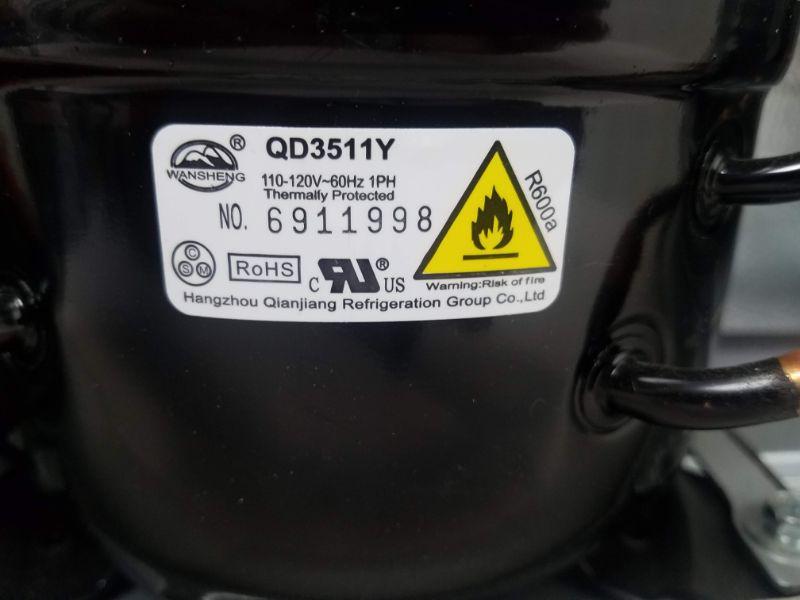 WANSHENG ®
QD3511Y
110-120V~60Hz 1PH
Thermally Protected
NO. 6911998
R600a
C S M
RoHS
c RU ® US
Warning:Risk of fire
Hangzhou Qianjiang Refrigeration Group Co.,Ltd